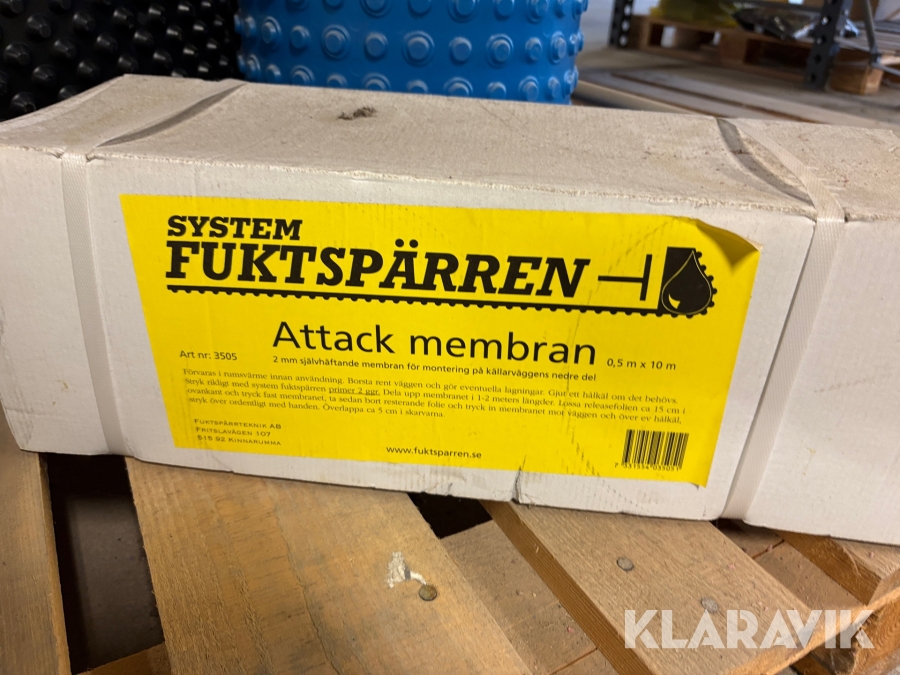 SYSTEM
FUKTSPÄRREN
Attack membran 0,5 m x 10 m
Art nr: 3505
2 mm självhäftande membran för montering på källarväggens nedre del
Förvaras i rumsvärme innan användning. Borsta rent väggen och gör eventuella lagningar. Gjut ett hålkäl om det behövs.
Stryk rikligt med system fuktspärren primer 2 ggr. Dela upp membranet i 1-2 meters längder. Lossa releasefolien ca 15 cm i
ovankant och tryck fast membranet, ta sedan bort resterande folie och tryck in membranet mot väggen och över ev hålkäl,
stryk över ordentligt med handen. Överlappa ca 5 cm i skarvarna.
FUKTSPÄRRTEKNIK AB
FRITSLAVÄGEN 107
515 92 KINNARUMMA
www.fuktsparren.se
KLARAVIK